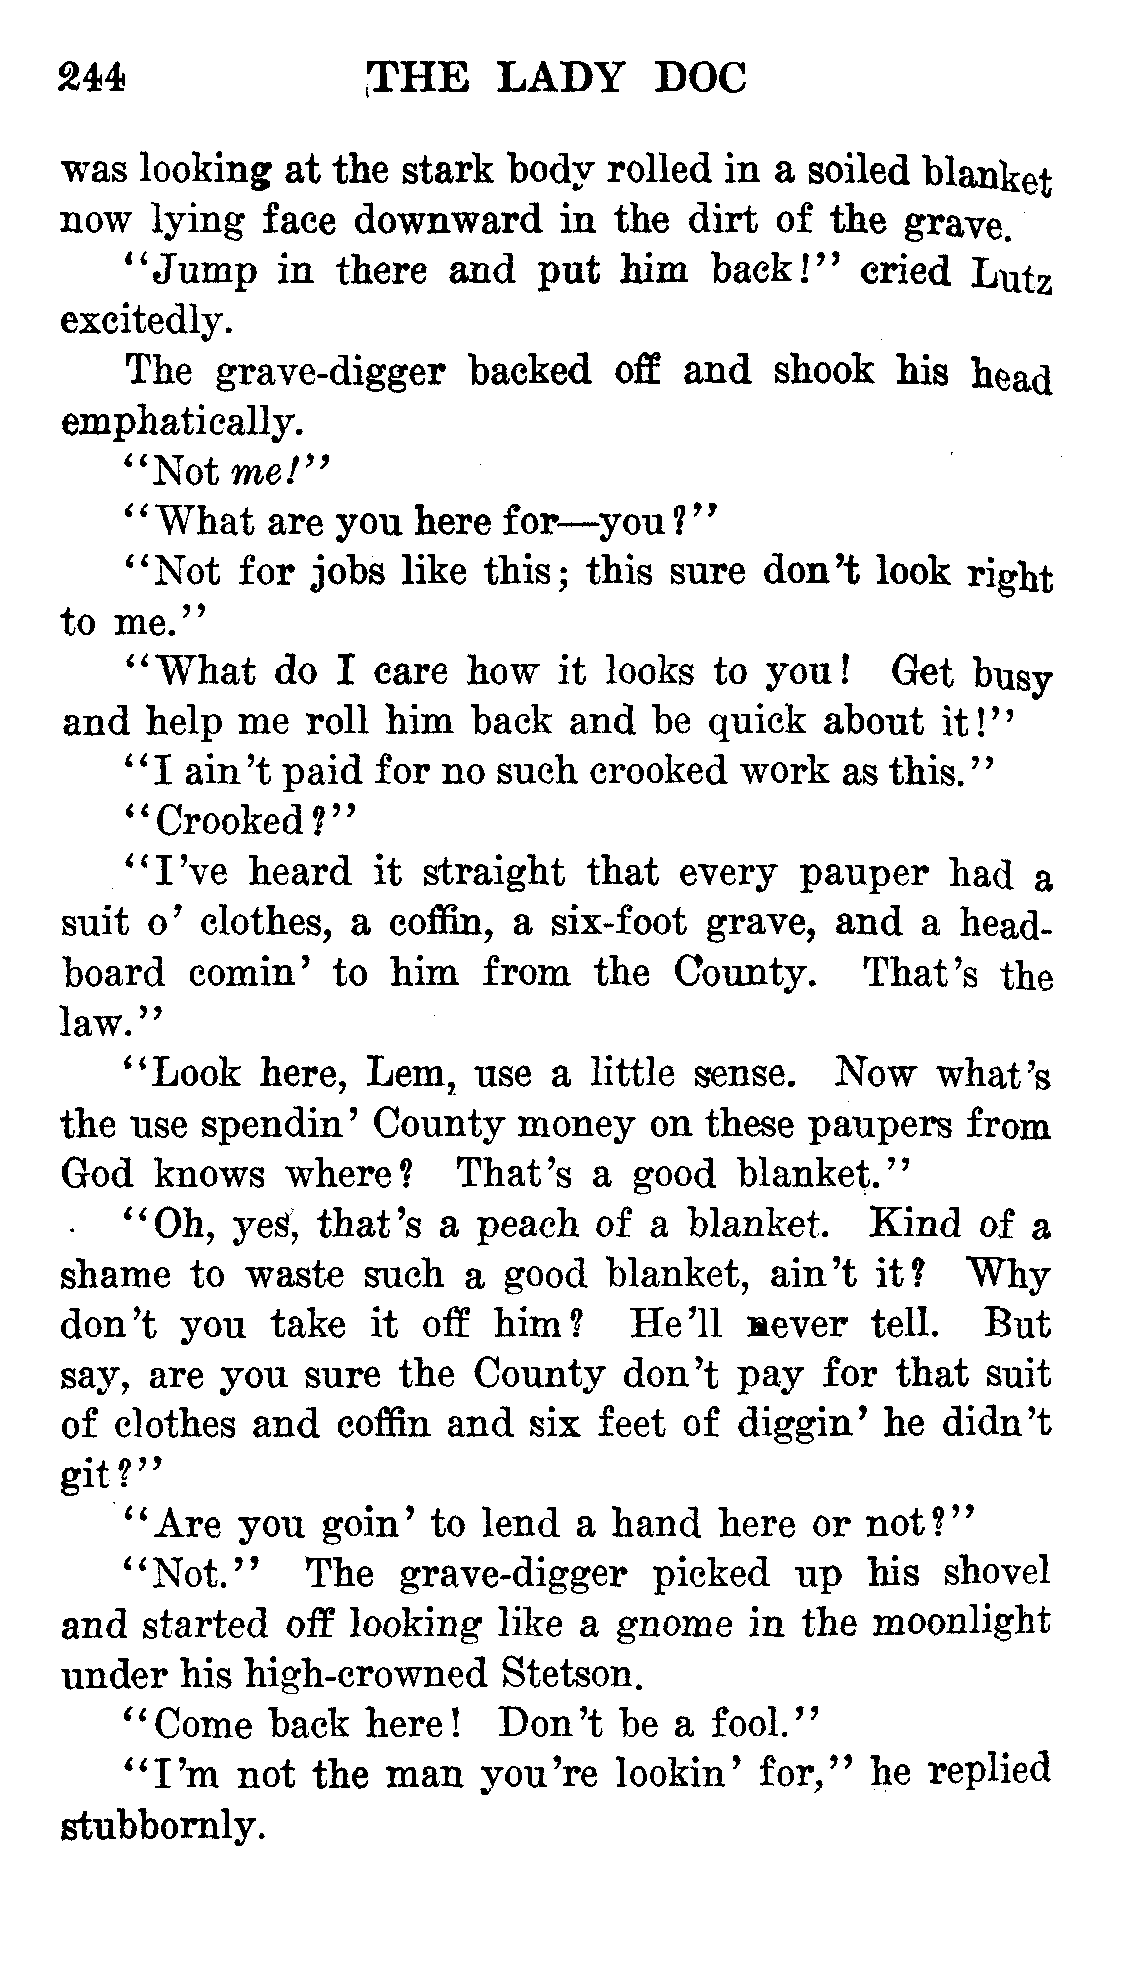 244 THE LADY DOC
was looking at the stark body rolled in a soiled blanket
now lying face downward in the dirt of the grave.
"Jump in there and put him back!" cried Lutz
excitedly.
The grave-digger backed off and shook his head
emphatically.
"Not me!"
"What are you here for—you?"
"Not for jobs like this; this sure don't look right
to me."
"What do I care how it looks to you! Get busy
and help me roll him back and be quick about it!"
"I ain't paid for no such crooked work as this."
"Crooked?"
"I've heard it straight that every pauper had a
suit o' clothes, a coffin, a six-foot grave, and a head-
board comin' to him from the County. That's the
law."
"Look here, Lem, use a little sense. Now what's
the use spendin' County money on these paupers from
God knows where? That's a good blanket."
"Oh, yes, that's a peach of a blanket. Kind of a
shame to waste such a good blanket, ain't it? Why
don't you take it off him? He'll never tell. But
say, are you sure the County don't pay for that suit
of clothes and coffin and six feet of diggin' he didn't
git?"
"Are you goin' to lend a hand here or not?"
"Not." The grave-digger picked up his shovel
and started off looking like a gnome in the moonlight
under his high-crowned Stetson.
"Come back here! Don't be a fool."
"I'm not the man you're lookin' for," he replied
stubbornly.